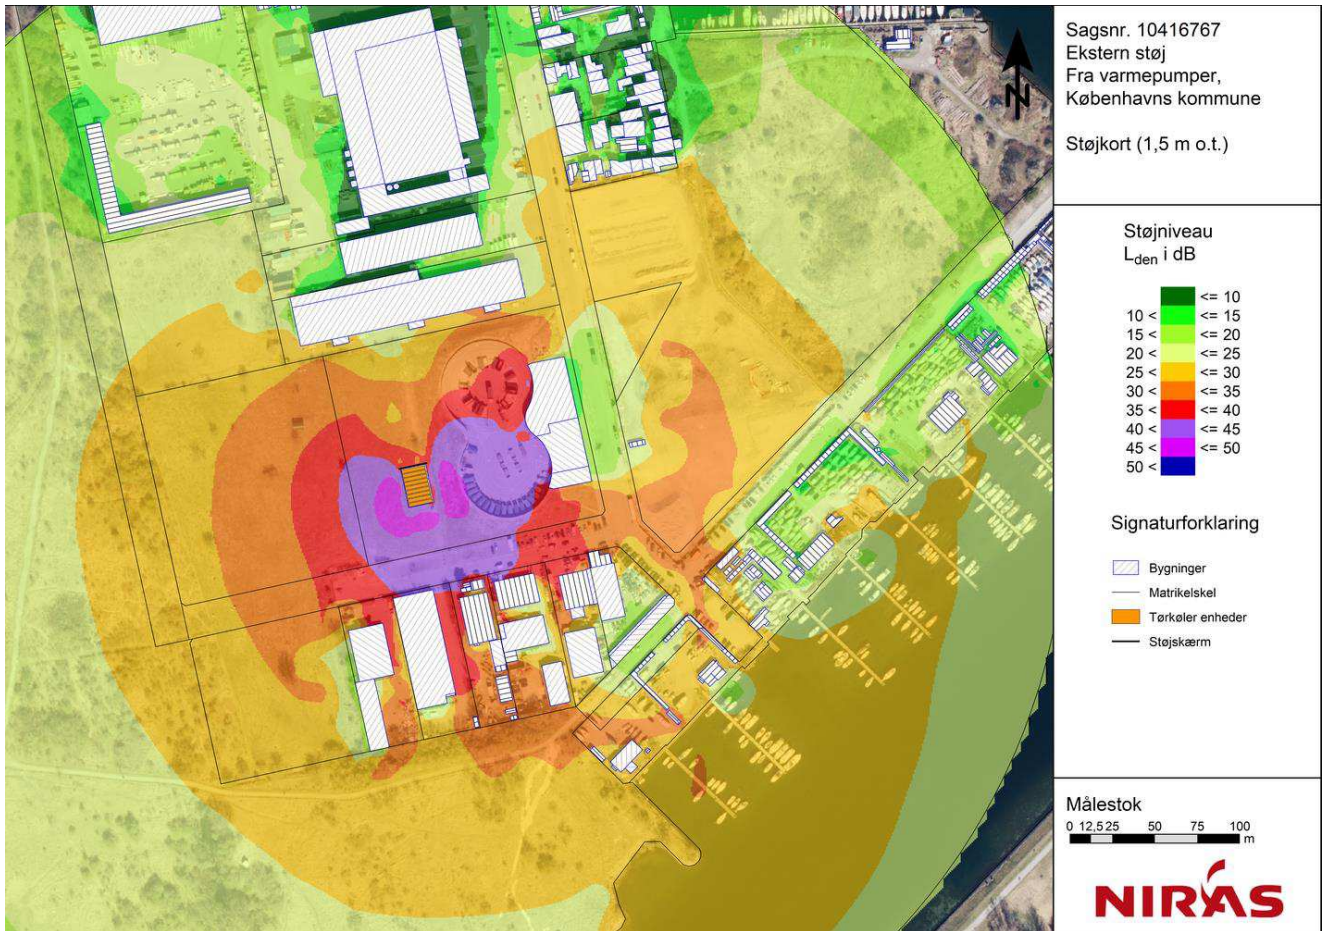 Sagsnr. 10416767
Ekstern støj
Fra varmepumper,
Københavns kommune
Støjkort (1,5 m o.t.)
N
Støjniveau
Lden i dB
<= 10
10 < <= 15
15 < <= 20
20 < <= 25
25 < <= 30
30 < <= 35
35 < <= 40
40 < <= 45
45 < <= 50
50 <
Signaturforklaring
Bygninger
Matrikelskel
Tørkøler enheder
Støjskærm
Målestok
0 12,5 25 50 75 100
m
NIRAS